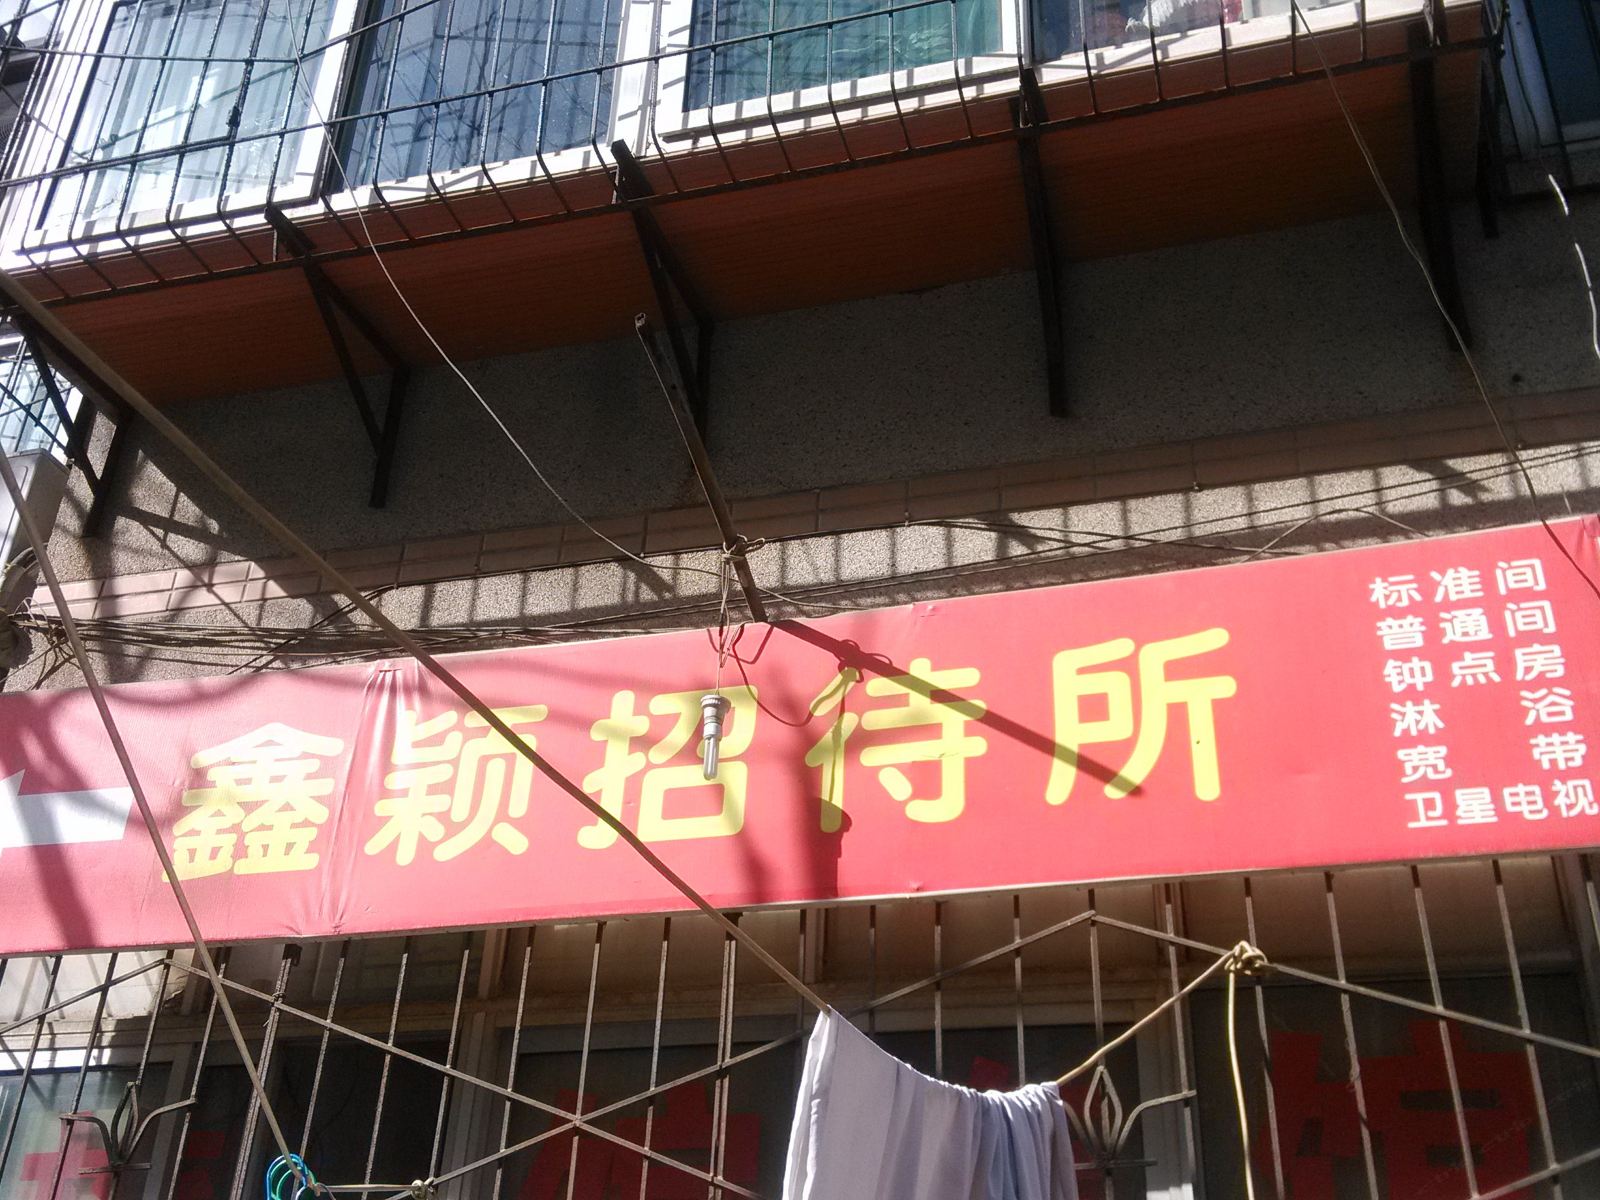 鑫颖招待所
标准间
普通间
钟点房
淋浴
宽带
卫星电视